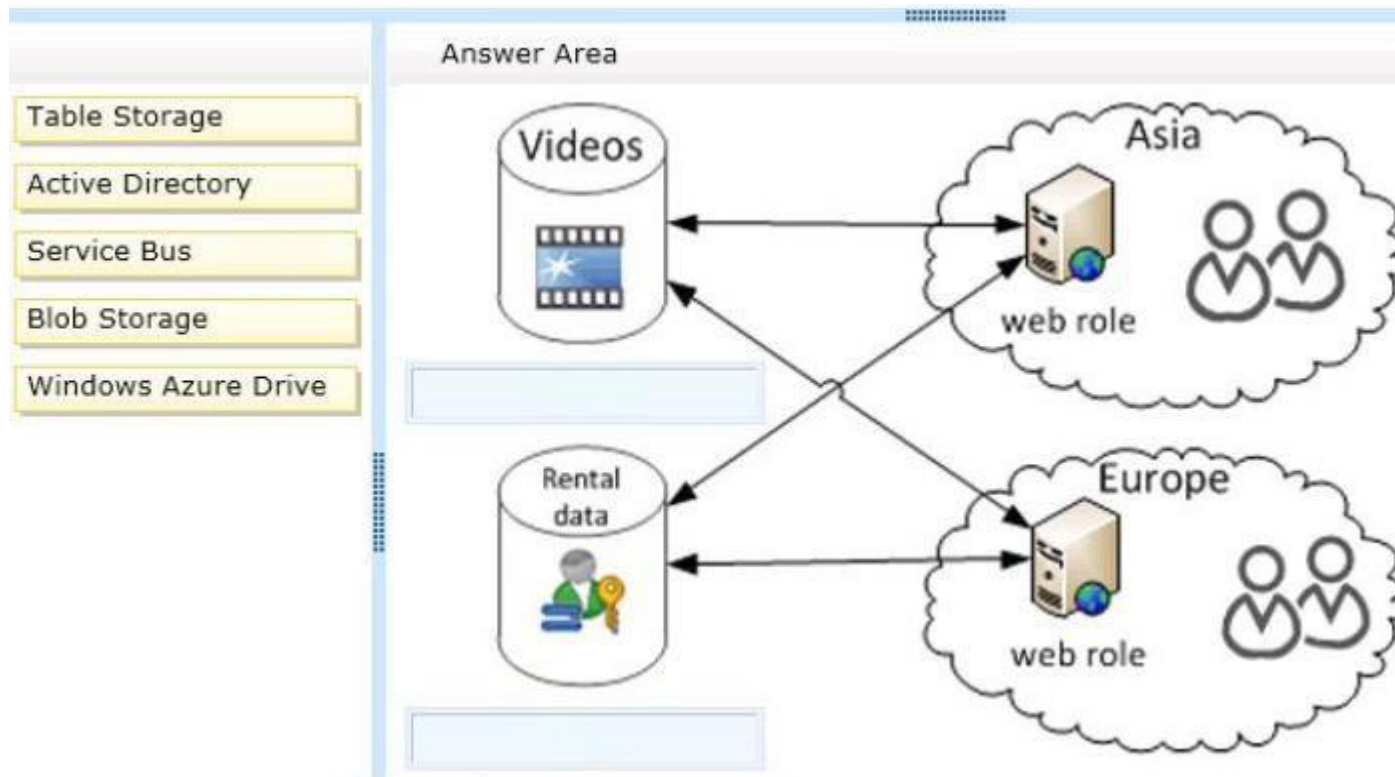 Answer Area
Table Storage
Active Directory
Service Bus
Blob Storage
Windows Azure Drive
Videos
Asia
web role
Rental
data
Europe
web role